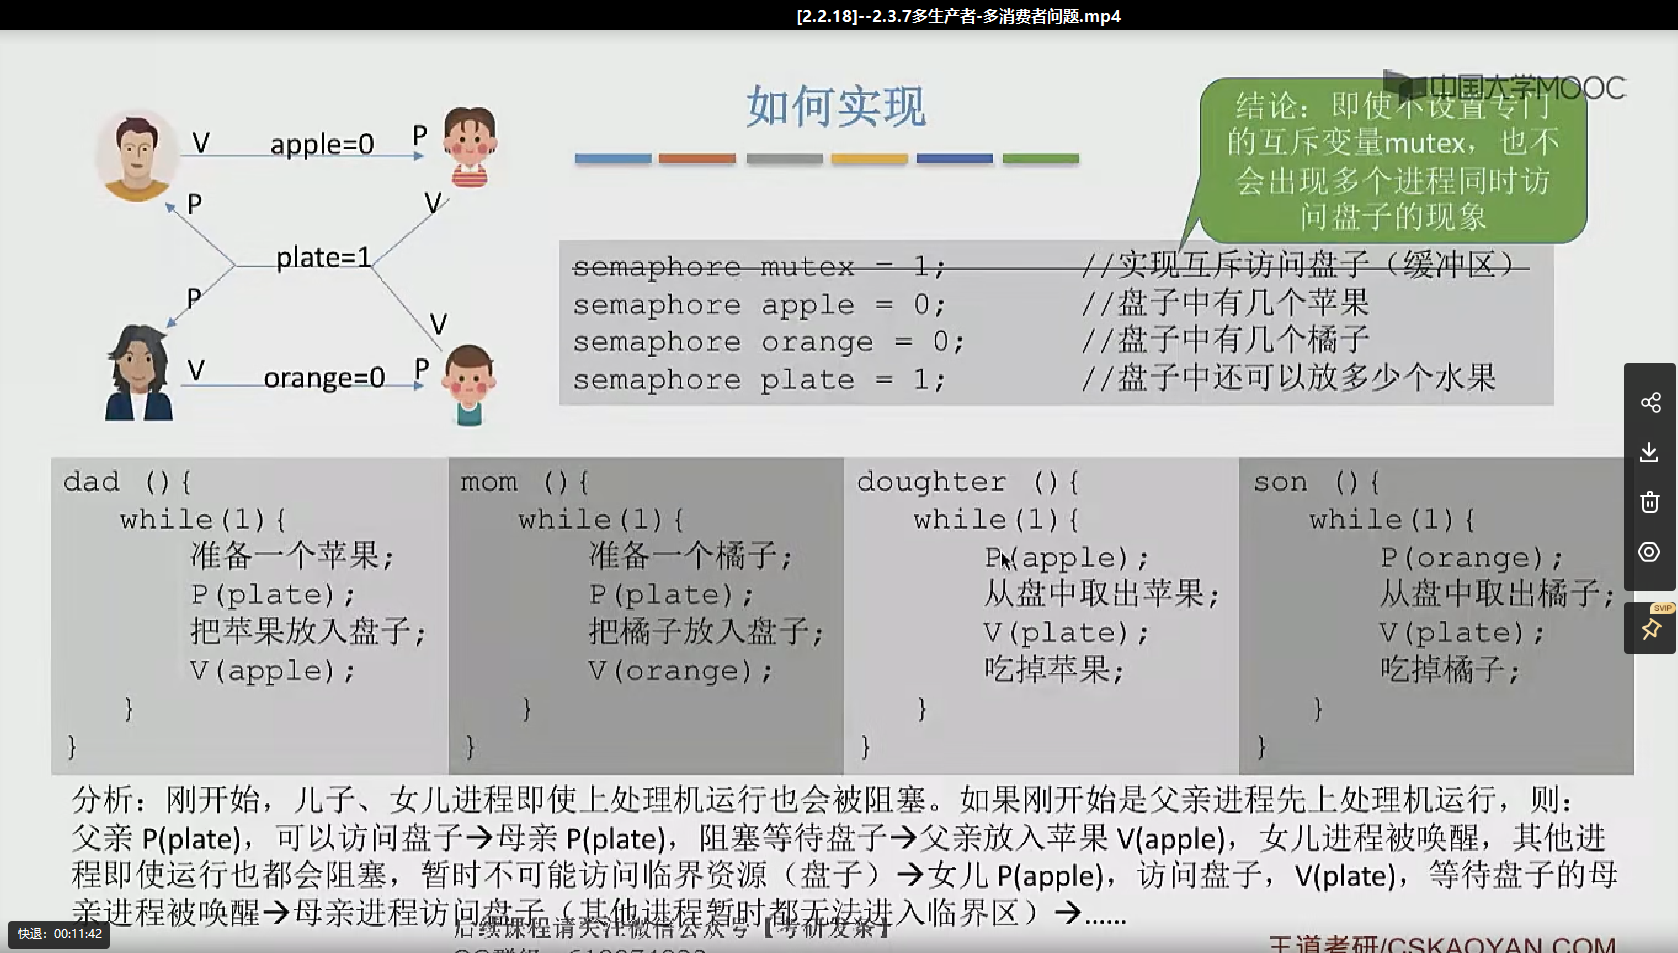 [2.2.18]--2.3.7多生产者-多消费者问题.mp4
中国大学MOOC
如何实现
结论：即使不设置专门
的互斥变量mutex，也不
会出现多个进程同时访
问盘子的现象
V apple=0 P
P V
plate=1
P V
V orange=0 P
semaphore mutex = 1; //实现互斥访问盘子（缓冲区）
semaphore apple = 0; //盘子中有几个苹果
semaphore orange = 0; //盘子中有几个橘子
semaphore plate = 1; //盘子中还可以放多少个水果
dad (){
while(1){
准备一个苹果;
P(plate);
把苹果放入盘子;
V(apple);
}
}
mom (){
while(1){
准备一个橘子;
P(plate);
把橘子放入盘子;
V(orange);
}
}
doughter (){
while(1){
P(apple);
从盘中取出苹果;
V(plate);
吃掉苹果;
}
}
son (){
while(1){
P(orange);
从盘中取出橘子;
V(plate);
吃掉橘子;
}
}
SVIP
分析：刚开始，儿子、女儿进程即使上处理机运行也会被阻塞。如果刚开始是父亲进程先上处理机运行，则：
父亲 P(plate)，可以访问盘子→母亲 P(plate)，阻塞等待盘子→父亲放入苹果 V(apple)，女儿进程被唤醒，其他进
程即使运行也都会阻塞，暂时不可能访问临界资源（盘子）→女儿 P(apple)，访问盘子，V(plate)，等待盘子的母
亲进程被唤醒→母亲进程访问盘子（其他进程暂时都无法进入临界区）→……
后续课程请关注微信公众号【考研发条】
快退：00:11:42
王道考研/CSKAOYAN.COM